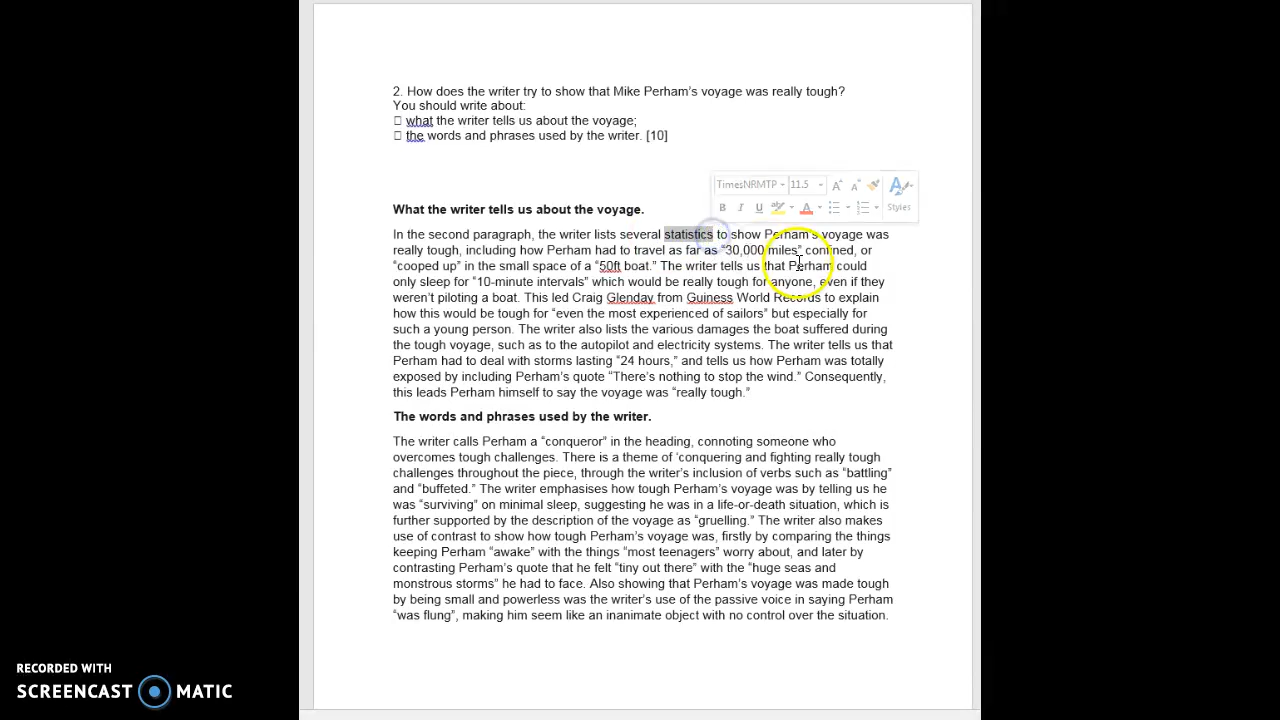 2. How does the writer try to show that Mike Perham's voyage was really tough?
You should write about:
□ what the writer tells us about the voyage;
□ the words and phrases used by the writer. [10]
TimesNRMTP 11.5 A A A
B I U ab A Styles
What the writer tells us about the voyage.
In the second paragraph, the writer lists several statistics to show Perham's voyage was
really tough, including how Perham had to travel as far as “30,000 miles” confined, or
“cooped up” in the small space of a “50ft boat.” The writer tells us that Perham could
only sleep for “10-minute intervals” which would be really tough for anyone, even if they
weren't piloting a boat. This led Craig Glenday from Guiness World Records to explain
how this would be tough for “even the most experienced of sailors” but especially for
such a young person. The writer also lists the various damages the boat suffered during
the tough voyage, such as to the autopilot and electricity systems. The writer tells us that
Perham had to deal with storms lasting “24 hours,” and tells us how Perham was totally
exposed by including Perham's quote “There's nothing to stop the wind.” Consequently,
this leads Perham himself to say the voyage was “really tough.”
The words and phrases used by the writer.
The writer calls Perham a “conqueror” in the heading, connoting someone who
overcomes tough challenges. There is a theme of ‘conquering and fighting really tough
challenges throughout the piece, through the writer's inclusion of verbs such as “battling”
and “buffeted.” The writer emphasises how tough Perham's voyage was by telling us he
was “surviving” on minimal sleep, suggesting he was in a life-or-death situation, which is
further supported by the description of the voyage as “gruelling.” The writer also makes
use of contrast to show how tough Perham's voyage was, firstly by comparing the things
keeping Perham “awake” with the things “most teenagers” worry about, and later by
contrasting Perham's quote that he felt “tiny out there” with the “huge seas and
monstrous storms” he had to face. Also showing that Perham's voyage was made tough
by being small and powerless was the writer's use of the passive voice in saying Perham
“was flung”, making him seem like an inanimate object with no control over the situation.
RECORDED WITH
SCREENCAST MATIC